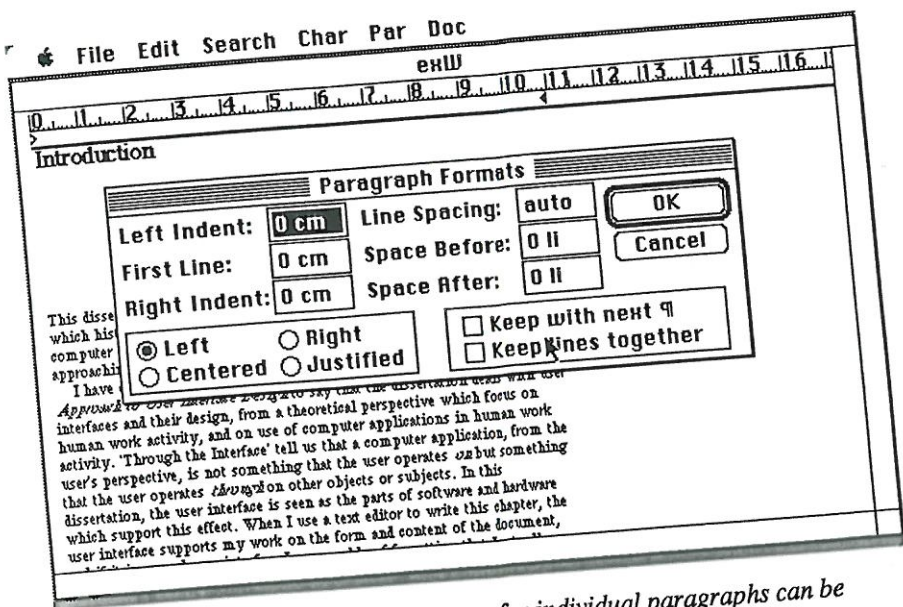 File Edit Search Char Par Doc
exW
0 1 2 3 4 5 6 7 8 9 10 11 12 13 14 15 16
Introduction
Paragraph Formats
Left Indent: 0 cm Line Spacing: auto OK
First Line: 0 cm Space Before: 0 li Cancel
Right Indent: 0 cm Space After: 0 li
Left Right Keep with next ¶
Centered Justified Keep lines together
This disse
which his
computer
approachin
I have
Approach to User Interface Design to say that the dissertation deals with user
interfaces and their design, from a theoretical perspective which focus on
human work activity, and on use of computer applications in human work
activity. 'Through the Interface' tell us that a computer application, from the
user's perspective, is not something that the user operates on but something
that the user operates through on other objects or subjects. In this
dissertation, the user interface is seen as the parts of software and hardware
which support this effect. When I use a text editor to write this chapter, the
user interface supports my work on the form and content of the document,
individual paragraphs can be